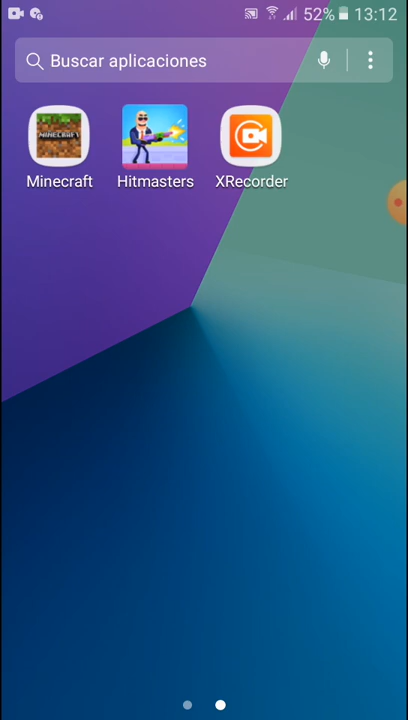 52% 13:12
Buscar aplicaciones
MINECRAFT
Minecraft Hitmasters XRecorder